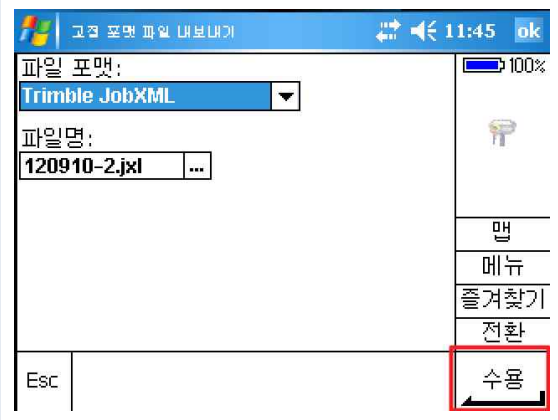 고정 포맷 파일 내보내기 11:45 ok
파일 포맷:
100%
Trimble JobXML
파일명:
120910-2.jxl ...
맵
메뉴
즐겨찾기
전환
Esc
수용